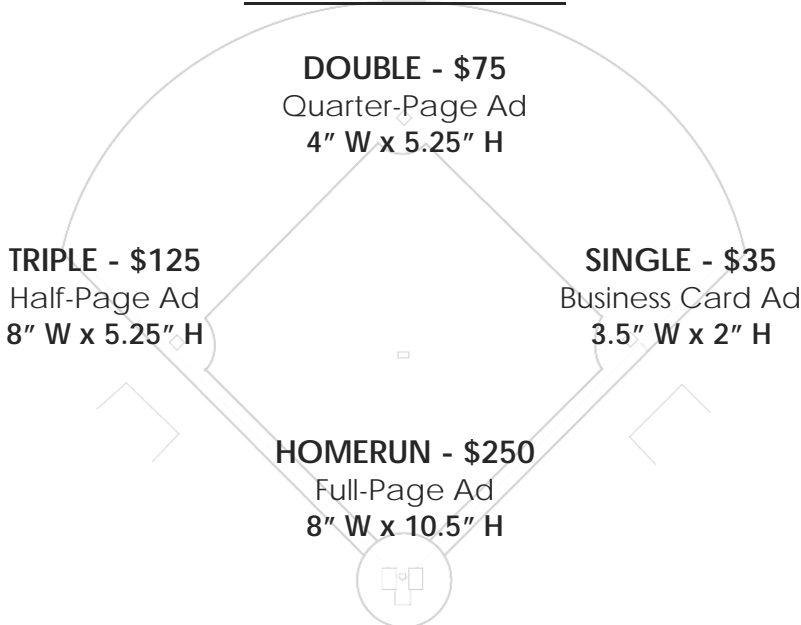 DOUBLE - $75
Quarter-Page Ad
4” W x 5.25” H
TRIPLE - $125
Half-Page Ad
8” W x 5.25” H
SINGLE - $35
Business Card Ad
3.5” W x 2” H
HOMERUN - $250
Full-Page Ad
8” W x 10.5” H